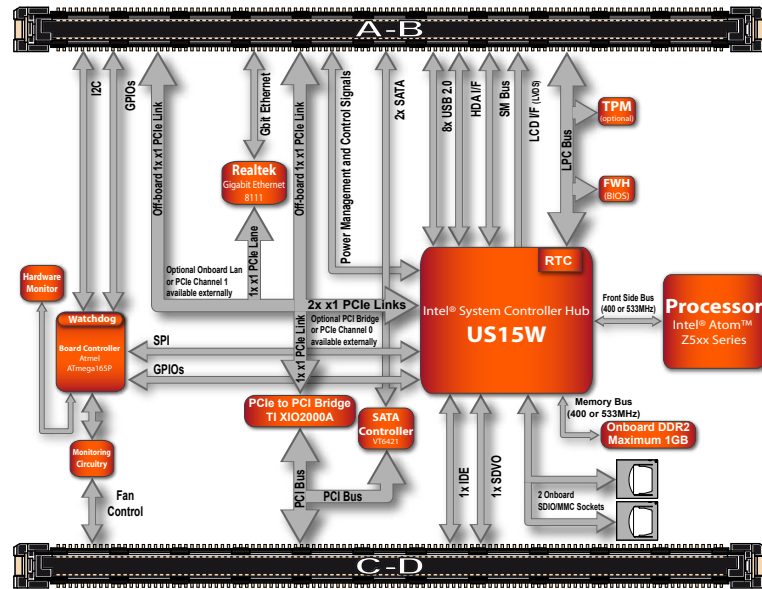 A-B
I2C
GPIOs
Off-board 1x x1 PCIe Link
Gbit Ethernet
Off-board 1x x1 PCIe Link
Power Management and Control Signals
2x SATA
8x USB 2.0
HDA I/F
SM Bus
LCD I/F (LVDS)
LPC Bus
TPM
(optional)
FWH
(BIOS)
Realtek
Gigabit Ethernet
8111
1x x1 PCIe Lane
Optional Onboard Lan
or PCIe Channel 1
available externally
2x x1 PCIe Links
Optional PCI Bridge
or PCIe Channel 0
available externally
1x x1 PCIe Link
RTC
Intel® System Controller Hub
US15W
Front Side Bus
(400 or 533MHz)
Processor
Intel® Atom™
Z5xx Series
Hardware
Monitor
Watchdog
Board Controller
Atmel
ATmega165P
SPI
GPIOs
PCIe to PCI Bridge
TI XIO2000A
SATA
Controller
VT6421
Memory Bus
(400 or 533MHz)
Onboard DDR2
Maximum 1GB
Monitoring
Circuitry
Fan
Control
PCI Bus
PCI Bus
1x IDE
1x SDVO
2 Onboard
SDIO/MMC Sockets
C-D